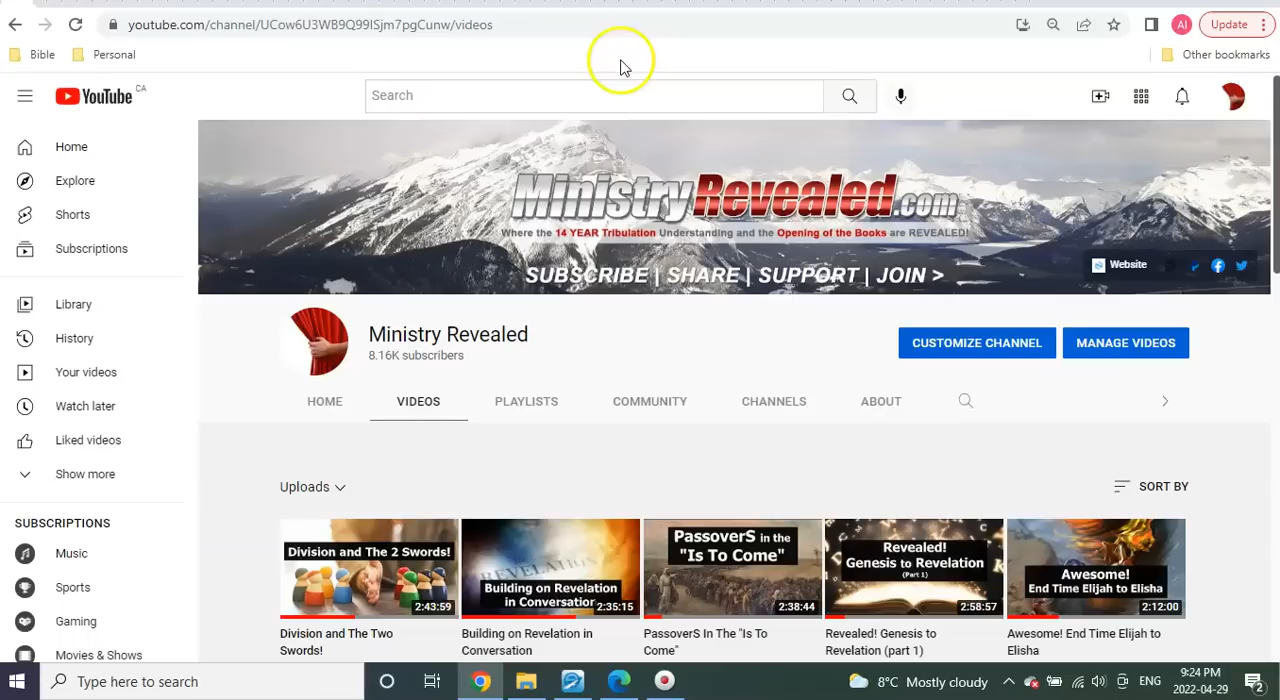 youtube.com/channel/UCow6U3WB9Q99ISjm7pgCunw/videos
AI
Update
Bible
Personal
Other bookmarks
YouTube CA
Search
Home
Explore
Shorts
Subscriptions
Library
History
Your videos
Watch later
Liked videos
Show more
SUBSCRIPTIONS
Music
Sports
Gaming
Movies & Shows
MinistryRevealed.com
Where the 14 YEAR Tribulation Understanding and the Opening of the Books are REVEALED!
SUBSCRIBE | SHARE | SUPPORT | JOIN >
Website
Ministry Revealed
8.16K subscribers
CUSTOMIZE CHANNEL
MANAGE VIDEOS
HOME
VIDEOS
PLAYLISTS
COMMUNITY
CHANNELS
ABOUT
Uploads
SORT BY
Division and The 2 Swords!
2:43:59
Division and The Two
Swords!
REVELATION
Building on Revelation
in Conversation
2:35:15
Building on Revelation in
Conversation
PassoverS in the
"Is To Come"
2:38:44
PassoverS In The "Is To
Come"
Revealed!
Genesis to Revelation
(Part 1)
2:58:57
Revealed! Genesis to
Revelation (part 1)
Awesome!
End Time Elijah to Elisha
2:12:00
Awesome! End Time Elijah to
Elisha
Type here to search
8°C Mostly cloudy
ENG
9:24 PM
2022-04-29
2